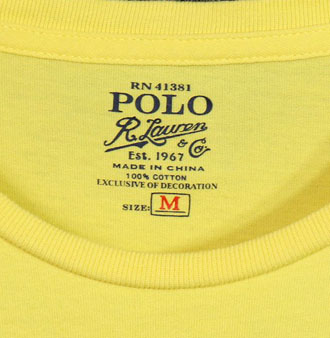 RN 41381
POLO
R. Lauren
& Co
Est. 1967
MADE IN CHINA
100% COTTON
EXCLUSIVE OF DECORATION
SIZE: M